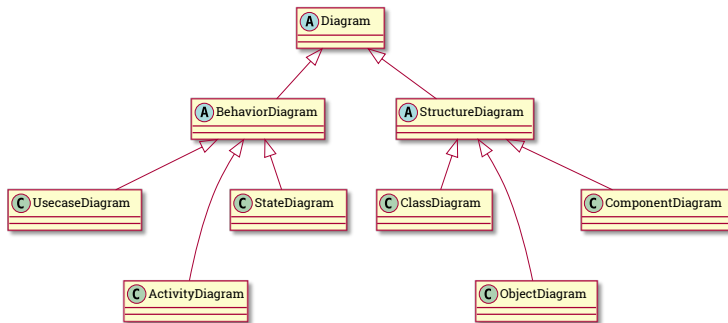 A Diagram
A BehaviorDiagram
A StructureDiagram
C UsecaseDiagram
C StateDiagram
C ClassDiagram
C ComponentDiagram
C ActivityDiagram
C ObjectDiagram